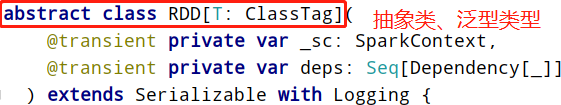 abstract class RDD[T: ClassTag]( 抽象类、泛型类型
@transient private var _sc: SparkContext,
@transient private var deps: Seq[Dependency[_]]
) extends Serializable with Logging {